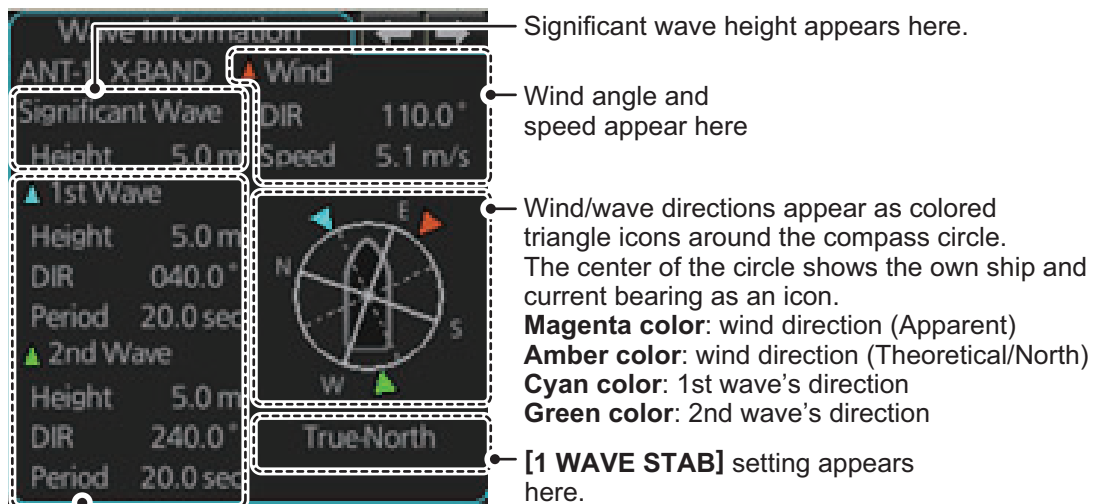 Wave Information
ANT-1 X-BAND
Significant Wave
Height 5.0 m
1st Wave
Height 5.0 m
DIR 040.0°
Period 20.0 sec
2nd Wave
Height 5.0 m
DIR 240.0°
Period 20.0 sec
Wind
DIR 110.0°
Speed 5.1 m/s
E
N
S
W
True-North
Significant wave height appears here.
Wind angle and
speed appear here
Wind/wave directions appear as colored
triangle icons around the compass circle.
The center of the circle shows the own ship and
current bearing as an icon.
Magenta color: wind direction (Apparent)
Amber color: wind direction (Theoretical/North)
Cyan color: 1st wave's direction
Green color: 2nd wave's direction
[1 WAVE STAB] setting appears
here.